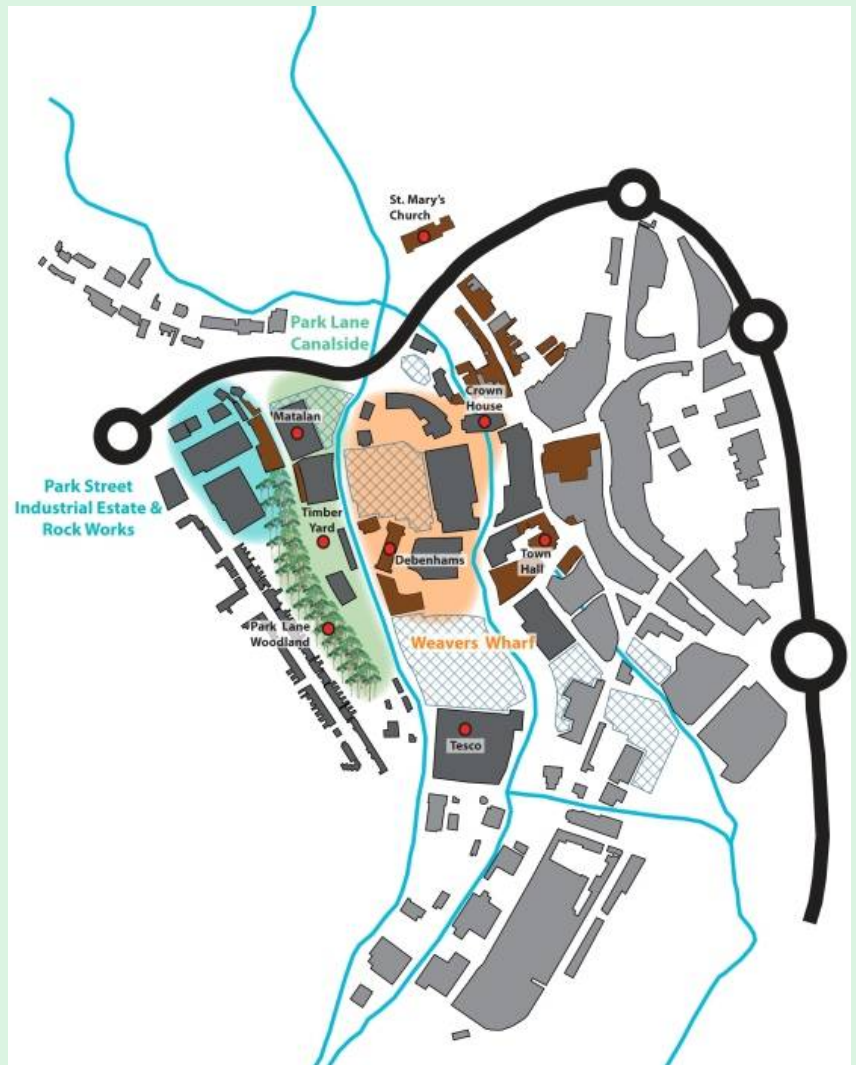 St. Mary's
Church
Park Lane
Canalside
Crown
House
Matalan
Park Street
Industrial Estate &
Rock Works
Timber
Yard
Debenhams
Town
Hall
Park Lane
Woodland
Weavers Wharf
Tesco